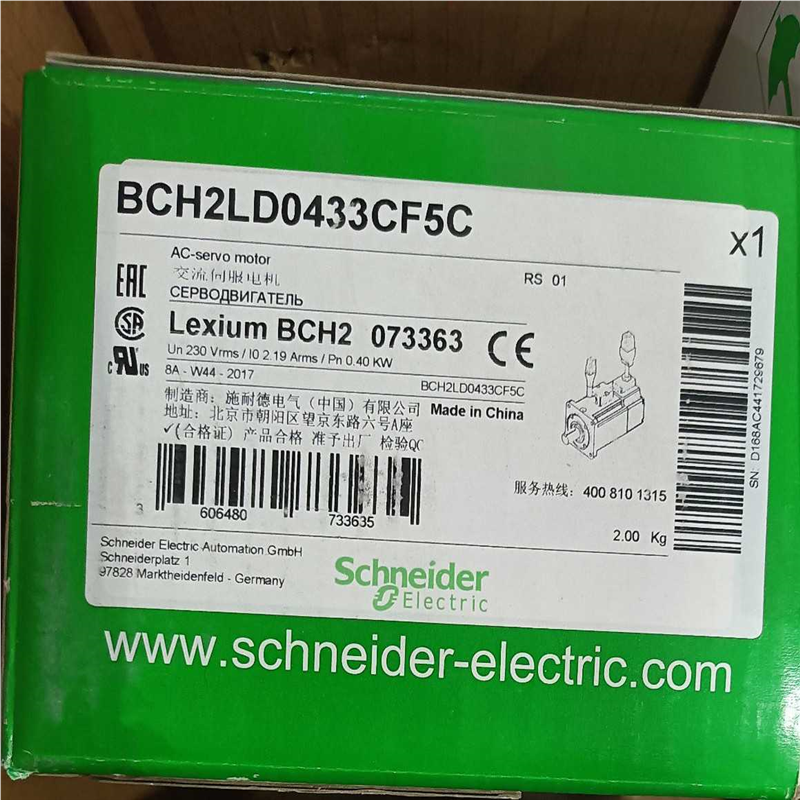 BCH2LD0433CF5C
x1
AC-servo motor
交流伺服电机
СЕРВОДВИГАТЕЛЬ
RS 01
EAC
Lexium BCH2 073363
CE
Un 230 Vrms / I0 2.19 Arms / Pn 0.40 KW
8A - W44 - 2017
BCH2LD0433CF5C
制造商: 施耐德电气（中国）有限公司
地址: 北京市朝阳区望京东路六号A座
Made in China
✓(合格证) 产品合格 准予出厂 检验QC
SA
c RU us
服务热线: 400 810 1315
3 606480 733635
2.00 Kg
SN: D168AC441729679
Schneider Electric Automation GmbH
Schneiderplatz 1
97828 Marktheidenfeld - Germany
Schneider
Electric
www.schneider-electric.com